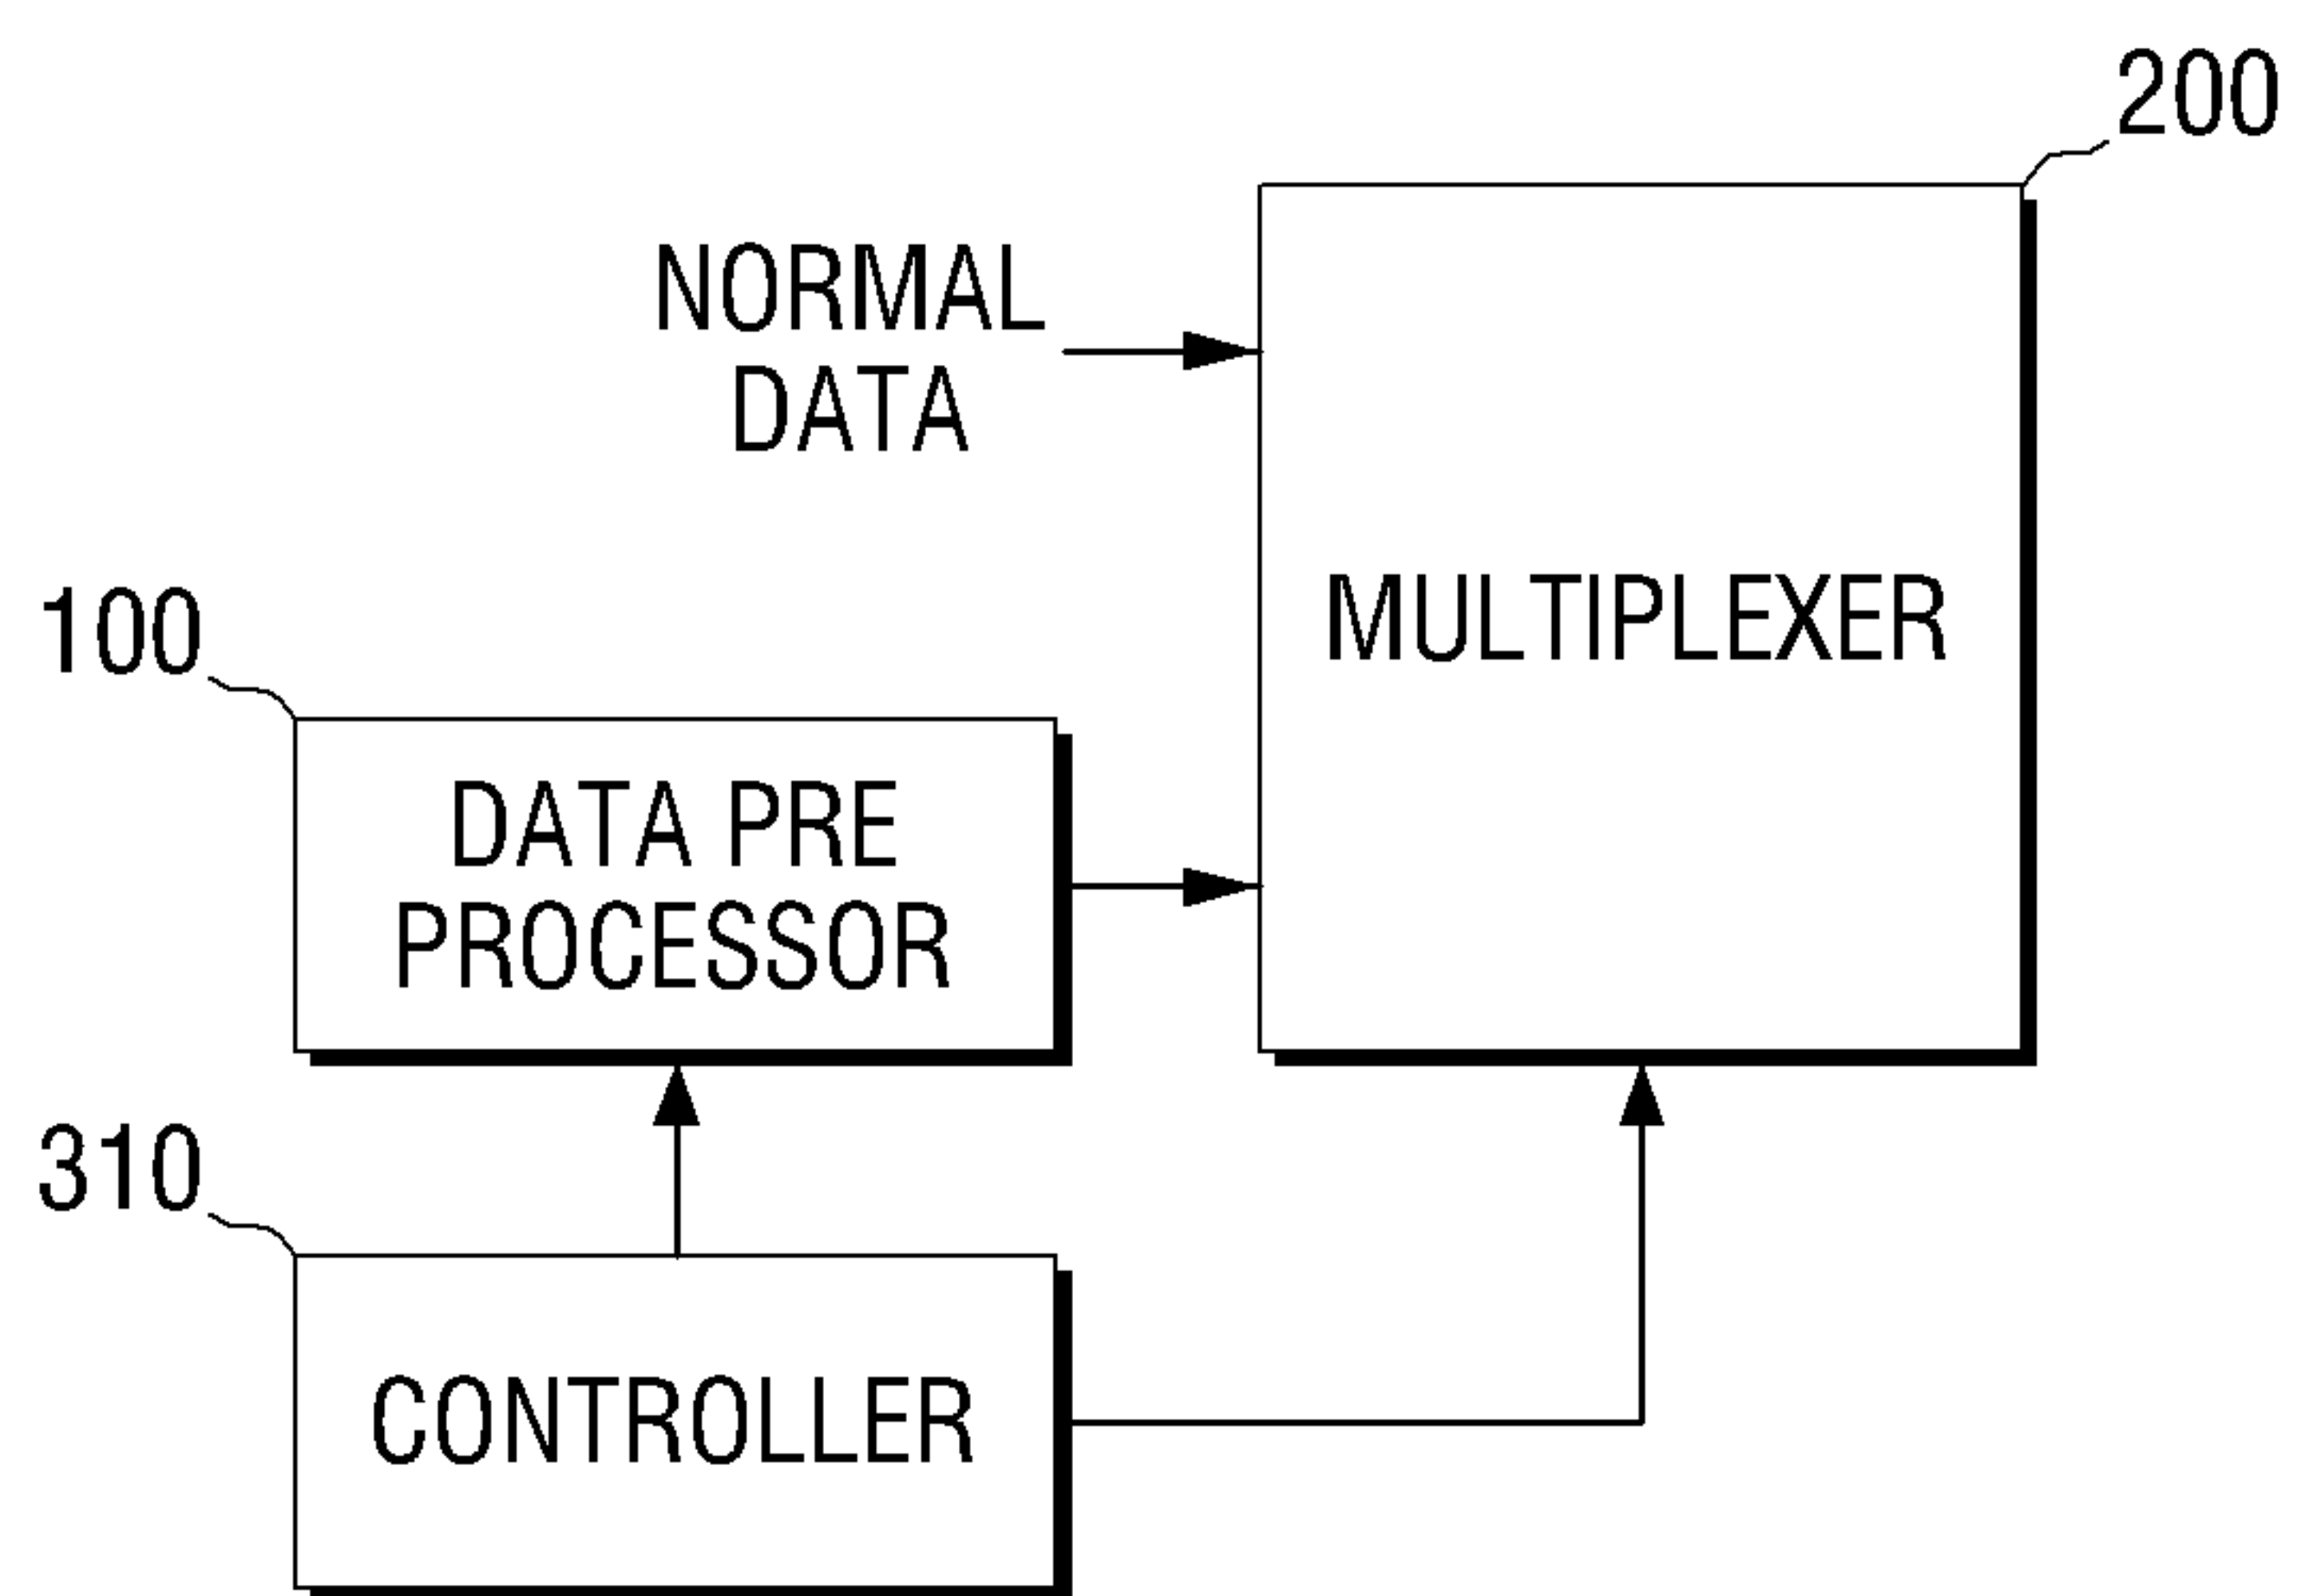 200
NORMAL
DATA
MULTIPLEXER
100
DATA PRE
PROCESSOR
310
CONTROLLER